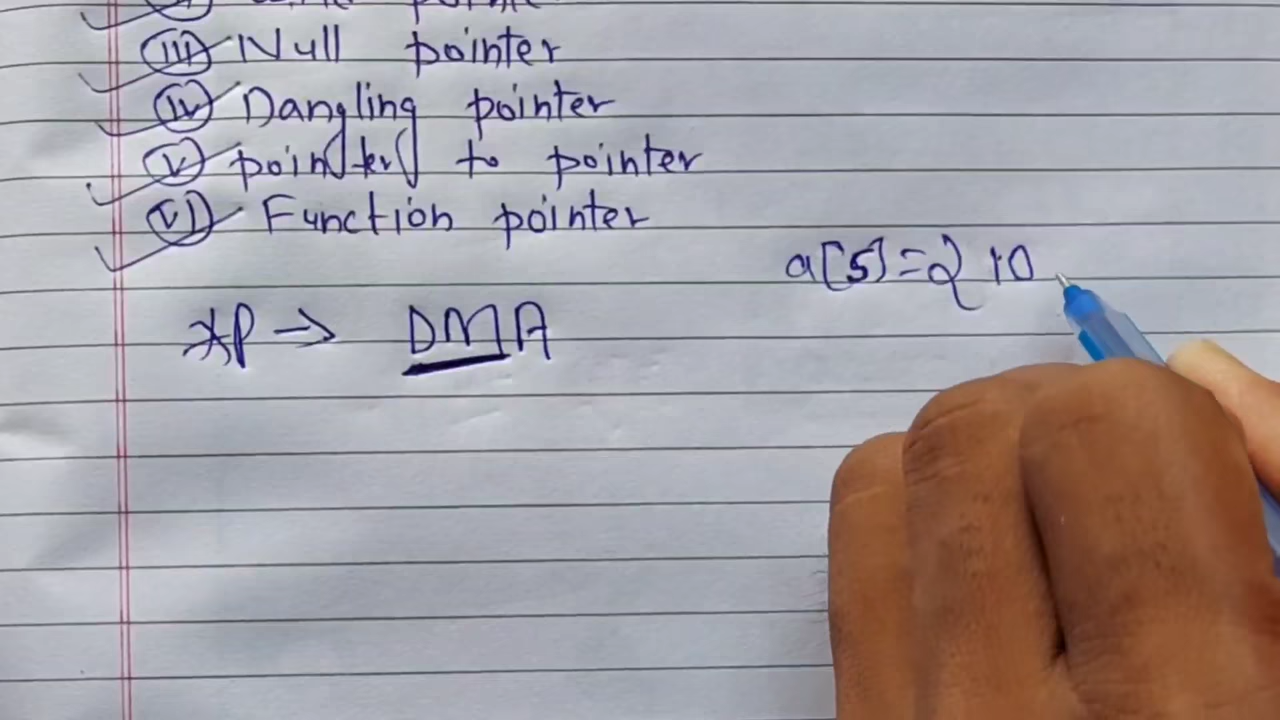 (iii) Null pointer
(iv) Dangling pointer
(v) pointer to pointer
(vi) Function pointer
a[5]={10
*p → DMA